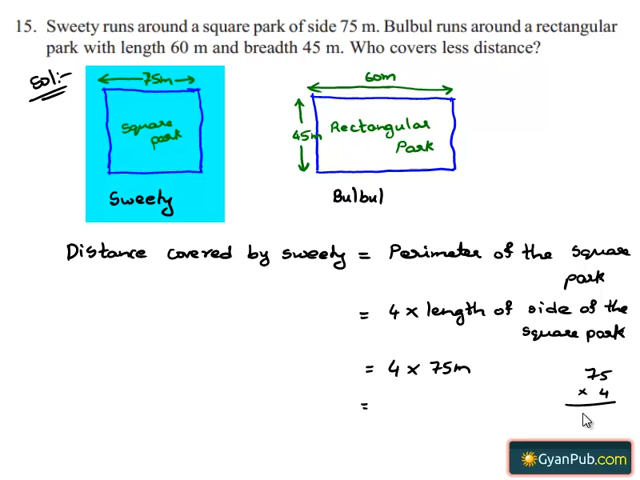 15. Sweety runs around a square park of side 75 m. Bulbul runs around a rectangular
park with length 60 m and breadth 45 m. Who covers less distance?
Sol:-
75m
60m
Square
park
45m
Rectangular
Park
Sweety
Bulbul
Distance covered by sweety = Perimeter of the square
park
= 4 × length of side of the
square park
= 4 × 75m
75
× 4
=
GyanPub.com